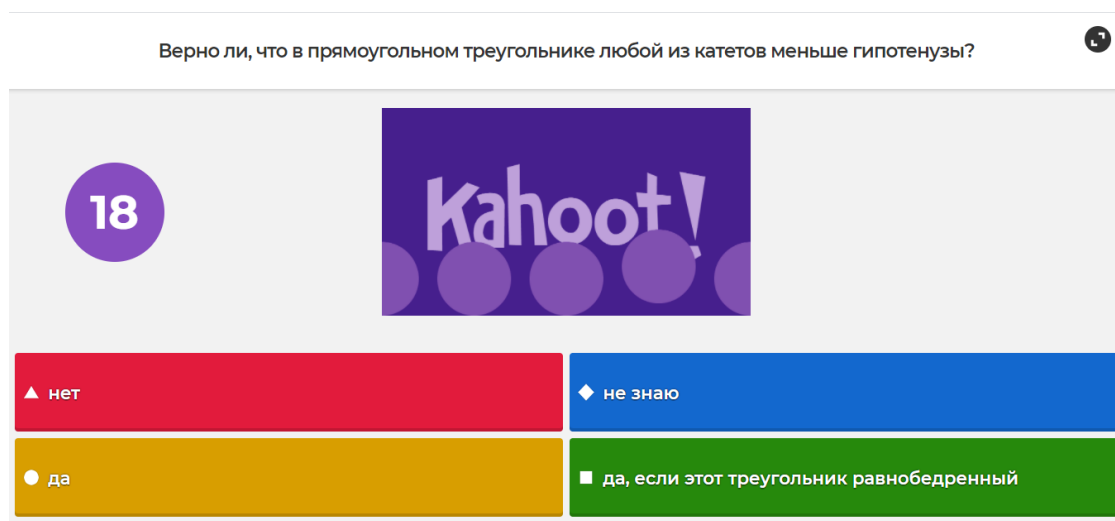 Верно ли, что в прямоугольном треугольнике любой из катетов меньше гипотенузы?
18
Kahoot!
нет
не знаю
да
да, если этот треугольник равнобедренный